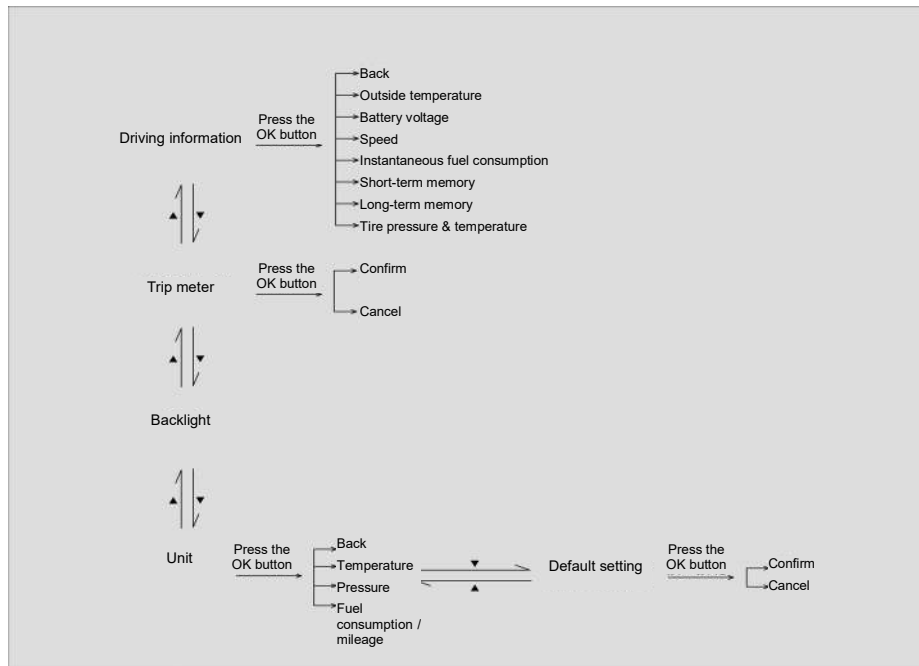 Driving information
Press the
OK button
Back
Outside temperature
Battery voltage
Speed
Instantaneous fuel consumption
Short-term memory
Long-term memory
Tire pressure & temperature
Trip meter
Press the
OK button
Confirm
Cancel
Backlight
Unit
Press the
OK button
Back
Temperature
Pressure
Fuel
consumption /
mileage
Default setting
Press the
OK button
Confirm
Cancel